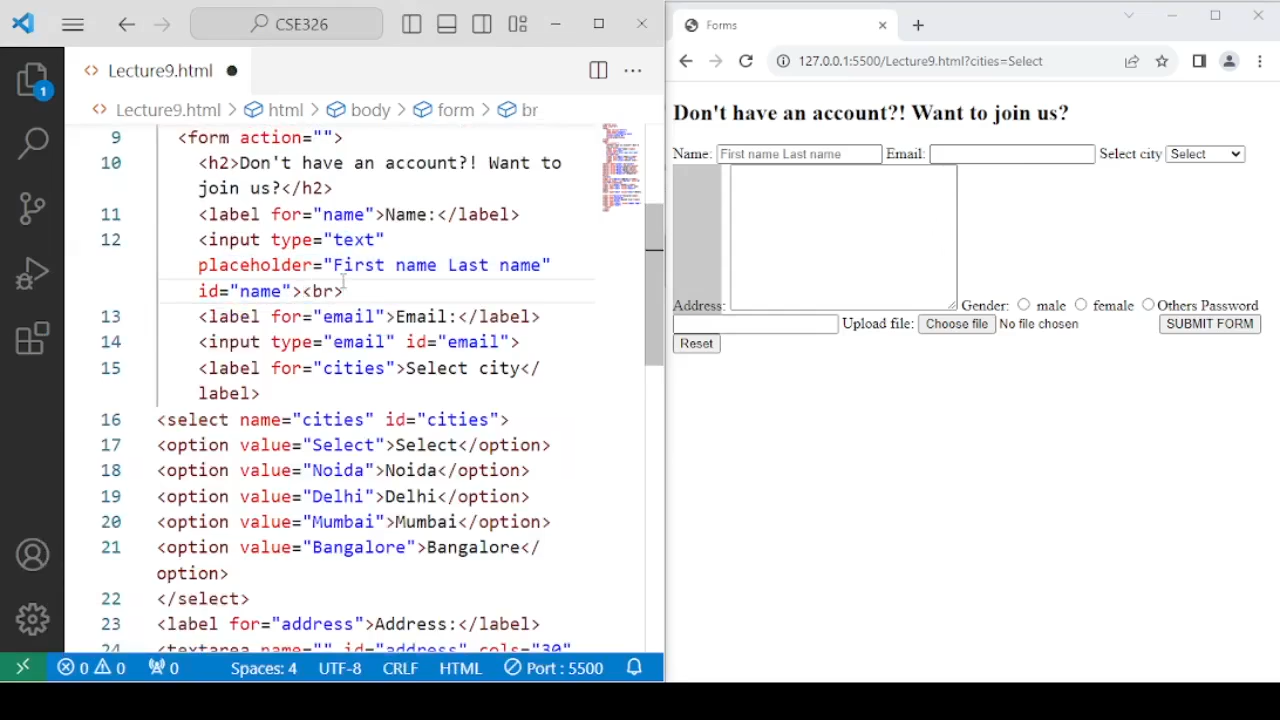 CSE326
Lecture9.html
Lecture9.html > html > body > form > br
9 <form action="">
10 <h2>Don't have an account?! Want to
join us?</h2>
11 <label for="name">Name:</label>
12 <input type="text"
placeholder="First name Last name"
id="name"><br>
13 <label for="email">Email:</label>
14 <input type="email" id="email">
15 <label for="cities">Select city</
label>
16 <select name="cities" id="cities">
17 <option value="Select">Select</option>
18 <option value="Noida">Noida</option>
19 <option value="Delhi">Delhi</option>
20 <option value="Mumbai">Mumbai</option>
21 <option value="Bangalore">Bangalore</
option>
22 </select>
23 <label for="address">Address:</label>
24 <textarea name="" id="address" cols="30"
1
0 0 0 Spaces: 4 UTF-8 CRLF HTML Port : 5500
Forms
127.0.0.1:5500/Lecture9.html?cities=Select
Don't have an account?! Want to join us?
Name: First name Last name Email: Select city Select
Address: Gender: male female Others Password
Upload file: Choose file No file chosen SUBMIT FORM
Reset